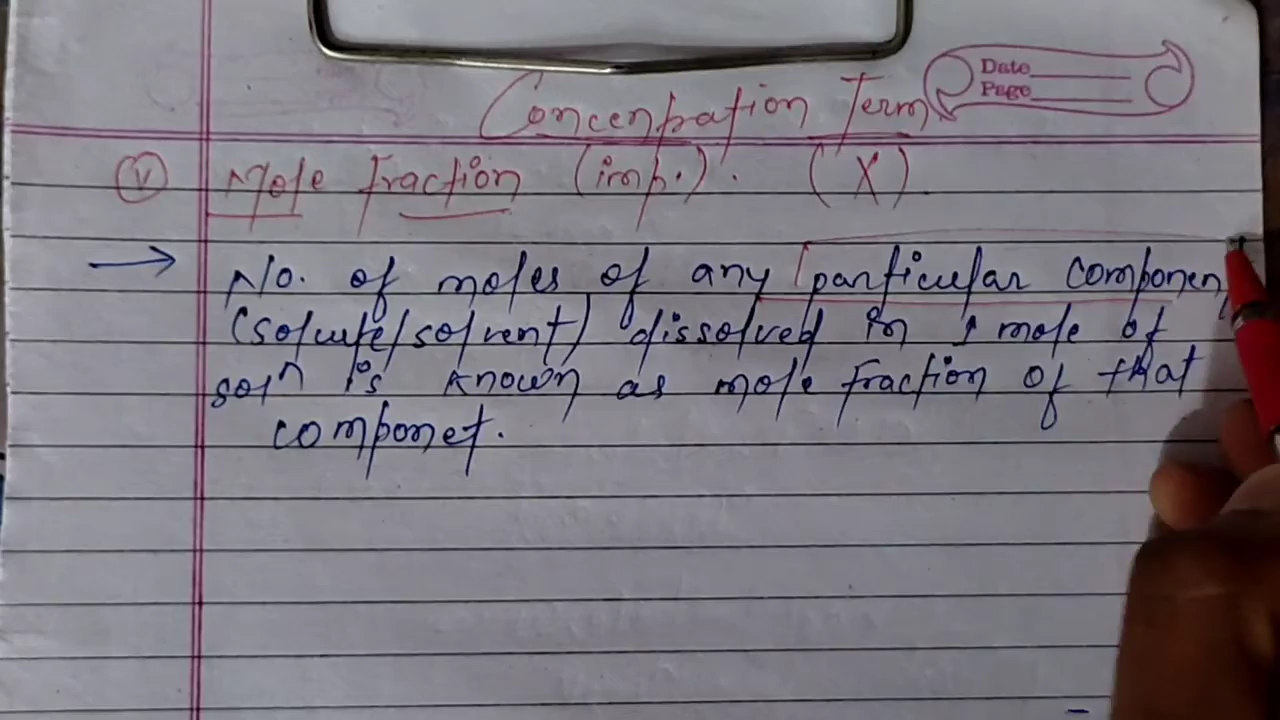 Concentration Term
Date
Page
(v) Mole fraction (imp.). (X)
→ No. of moles of any particular componen
(solute/solvent) dissolved in 1 mole of
solⁿ is known as mole fraction of that
componet.